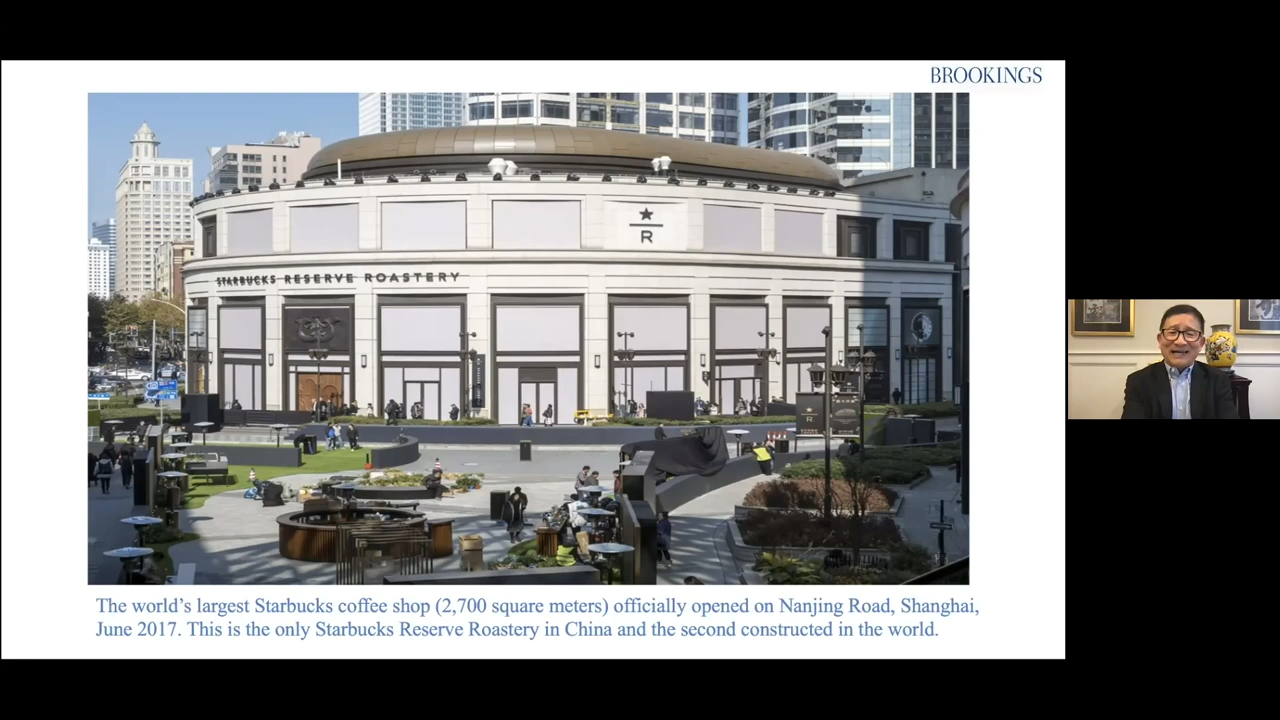 BROOKINGS
R
STARBUCKS RESERVE ROASTERY
R
The world’s largest Starbucks coffee shop (2,700 square meters) officially opened on Nanjing Road, Shanghai,
June 2017. This is the only Starbucks Reserve Roastery in China and the second constructed in the world.